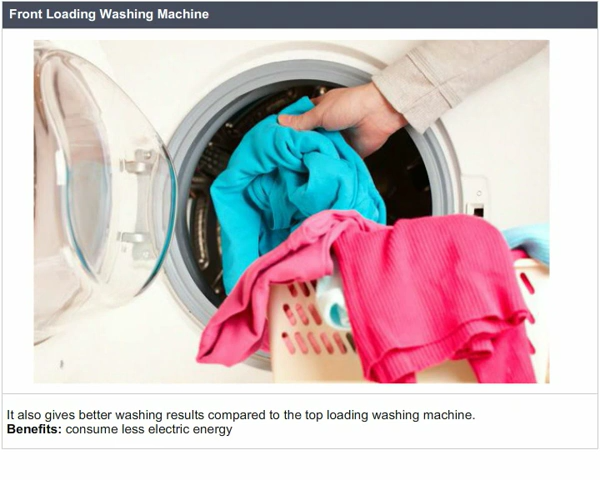 Front Loading Washing Machine
It also gives better washing results compared to the top loading washing machine.
Benefits: consume less electric energy